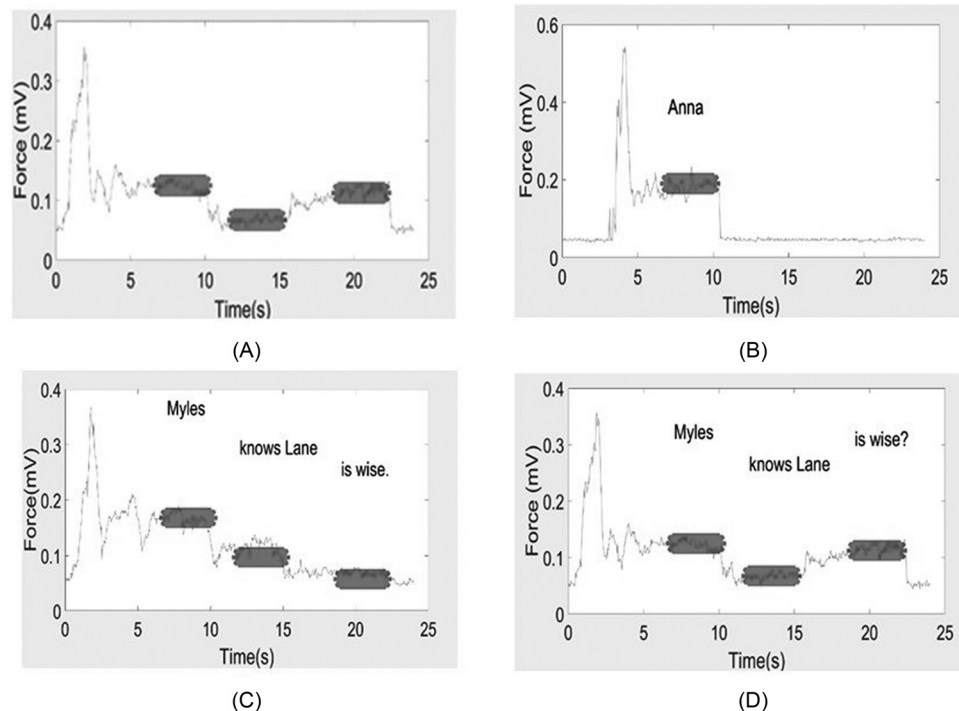 0.4
0.3
0.2
0.1
0
Force (mV)
0 5 10 15 20 25
Time(s)
(A)
0.6
0.4
0.2
0
Force (mV)
Anna
0 5 10 15 20 25
Time(s)
(B)
0.4
0.3
0.2
0.1
0
Force(mV)
Myles
knows Lane
is wise.
0 5 10 15 20 25
Time(s)
(C)
0.4
0.3
0.2
0.1
0
Force (mV)
is wise?
Myles
knows Lane
0 5 10 15 20 25
Time(s)
(D)